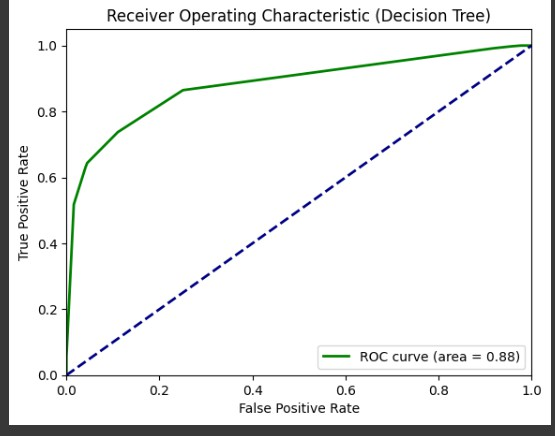 Receiver Operating Characteristic (Decision Tree)
1.0
0.8
0.6
0.4
0.2
0.0
True Positive Rate
ROC curve (area = 0.88)
0.0 0.2 0.4 0.6 0.8 1.0
False Positive Rate